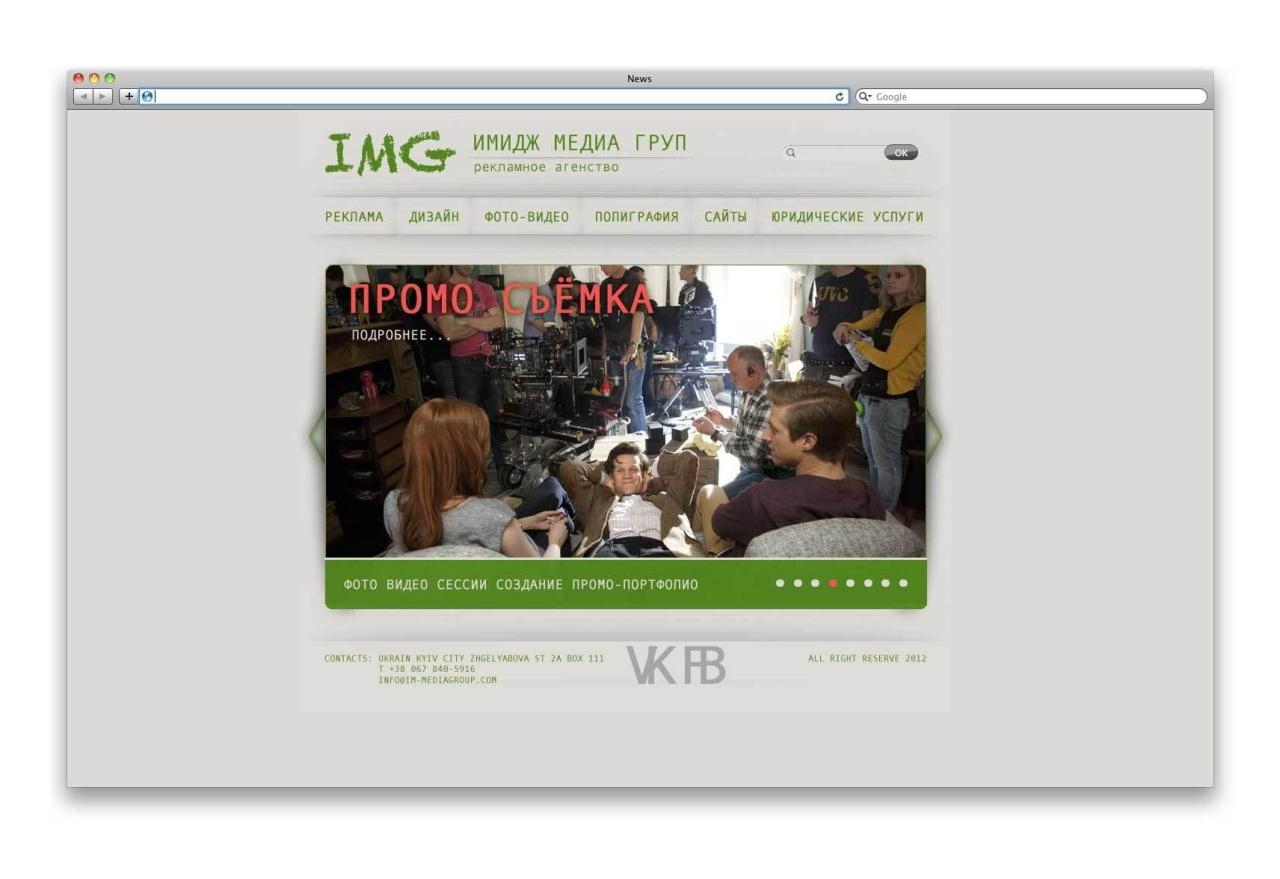 News
Google
IMG
ИМИДЖ МЕДИА ГРУП
рекламное агенство
OK
РЕКЛАМА ДИЗАЙН ФОТО-ВИДЕО ПОЛИГРАФИЯ САЙТЫ ЮРИДИЧЕСКИЕ УСЛУГИ
ПРОМО СЪЁМКА
ПОДРОБНЕЕ...
ФОТО ВИДЕО СЕССИИ СОЗДАНИЕ ПРОМО-ПОРТФОЛИО
CONTACTS: UKRAIN KYIV CITY ZHGELYABOVA ST 2A BOX 111
T +38 067 840-5916
INFO@IM-MEDIAGROUP.COM
VK FB
ALL RIGHT RESERVE 2012